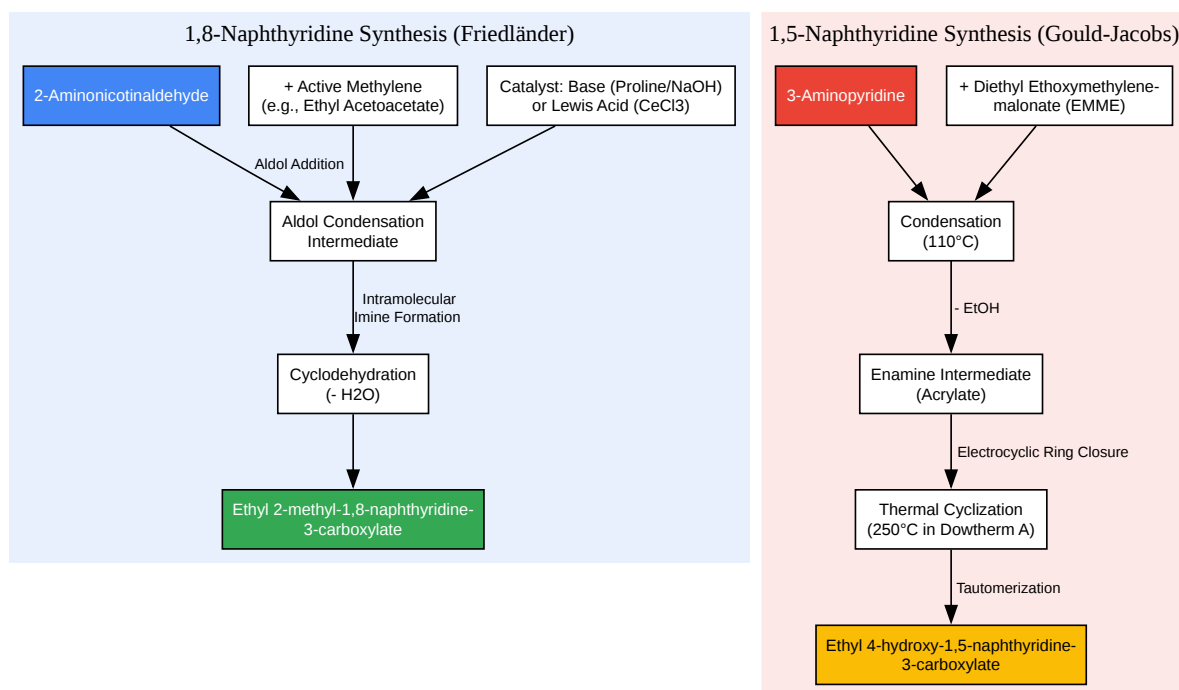 1,8-Naphthyridine Synthesis (Friedländer)
2-Aminonicotinaldehyde
+ Active Methylene
(e.g., Ethyl Acetoacetate)
Catalyst: Base (Proline/NaOH)
or Lewis Acid (CeCl3)
Aldol Addition
Aldol Condensation
Intermediate
Intramolecular
Imine Formation
Cyclodehydration
(- H2O)
Ethyl 2-methyl-1,8-naphthyridine-
3-carboxylate
1,5-Naphthyridine Synthesis (Gould-Jacobs)
3-Aminopyridine
+ Diethyl Ethoxymethylene-
malonate (EMME)
Condensation
(110°C)
- EtOH
Enamine Intermediate
(Acrylate)
Electrocyclic Ring Closure
Thermal Cyclization
(250°C in Dowtherm A)
Tautomerization
Ethyl 4-hydroxy-1,5-naphthyridine-
3-carboxylate